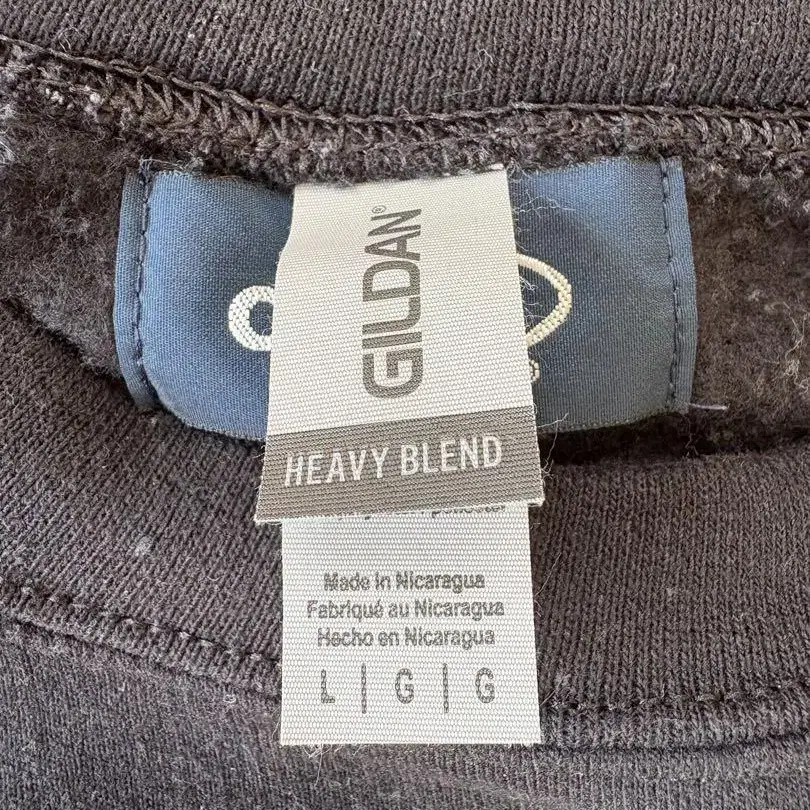 GILDAN®
HEAVY BLEND
Made in Nicaragua
Fabriqué au Nicaragua
Hecho en Nicaragua
L | G | G